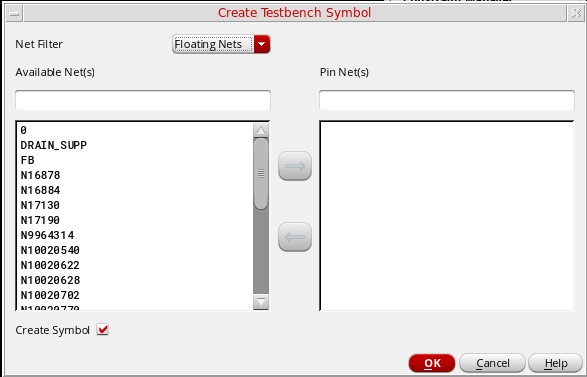 Create Testbench Symbol
Net Filter
Floating Nets
Available Net(s)
Pin Net(s)
0
DRAIN_SUPP
FB
N16878
N16884
N17130
N17190
N9964314
N10020540
N10020622
N10020628
N10020702
N10020770
Create Symbol
OK
Cancel
Help